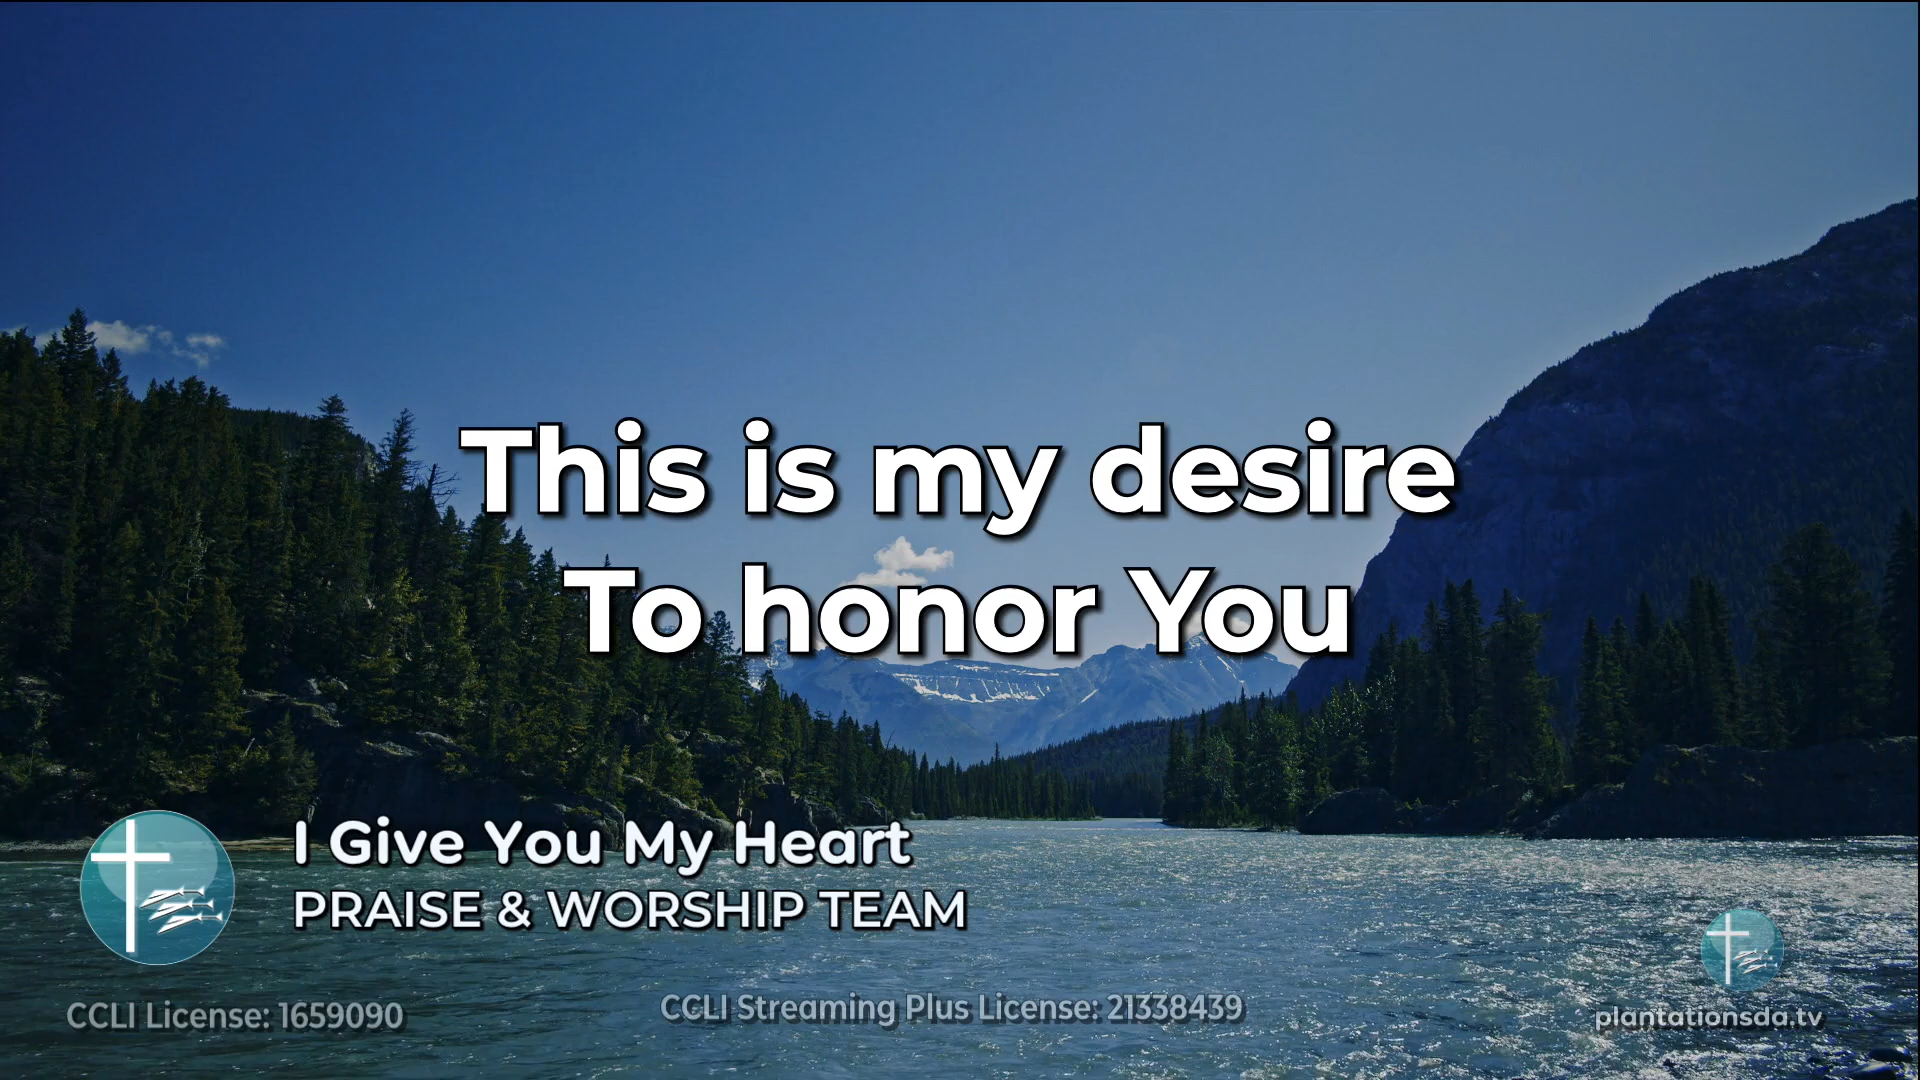 This is my desire
To honor You
I Give You My Heart
PRAISE & WORSHIP TEAM
CCLI License: 1659090
CCLI Streaming Plus License: 21338439
plantationsda.tv